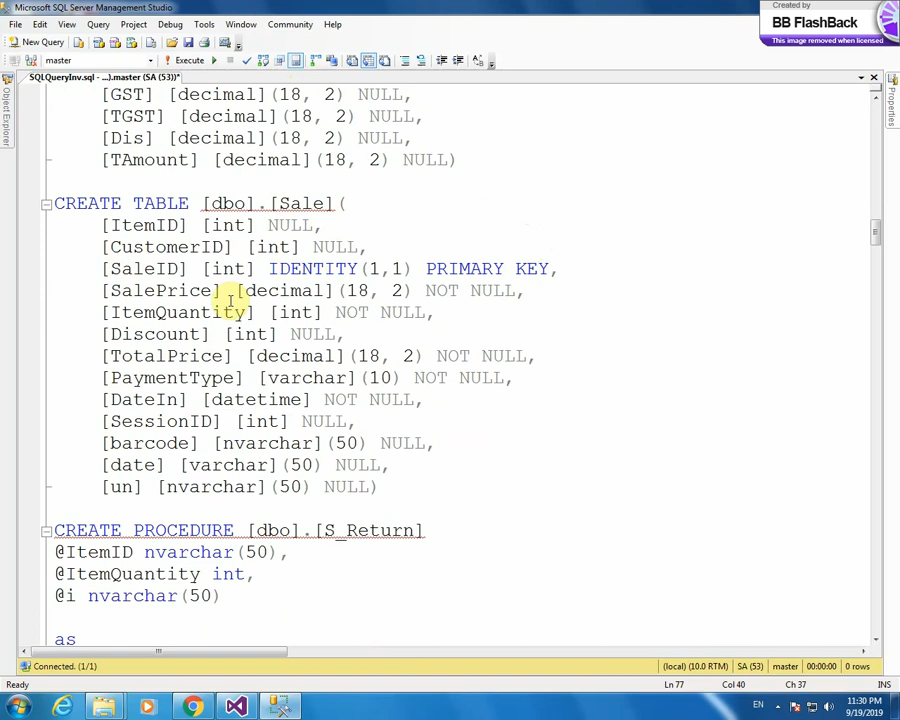 Microsoft SQL Server Management Studio
Created by
BB FlashBack
This image removed when licensed
File Edit View Query Project Debug Tools Window Community Help
New Query
master
Execute
SQLQueryInv.sql - ...).master (SA (53))*
Object Explorer
Properties
[GST] [decimal](18, 2) NULL,
[TGST] [decimal](18, 2) NULL,
[Dis] [decimal](18, 2) NULL,
[TAmount] [decimal](18, 2) NULL)
CREATE TABLE [dbo].[Sale](
[ItemID] [int] NULL,
[CustomerID] [int] NULL,
[SaleID] [int] IDENTITY(1,1) PRIMARY KEY,
[SalePrice] [decimal](18, 2) NOT NULL,
[ItemQuantity] [int] NOT NULL,
[Discount] [int] NULL,
[TotalPrice] [decimal](18, 2) NOT NULL,
[PaymentType] [varchar](10) NOT NULL,
[DateIn] [datetime] NOT NULL,
[SessionID] [int] NULL,
[barcode] [nvarchar](50) NULL,
[date] [varchar](50) NULL,
[un] [nvarchar](50) NULL)
CREATE PROCEDURE [dbo].[S_Return]
@ItemID nvarchar(50),
@ItemQuantity int,
@i nvarchar(50)
as
Connected. (1/1)
(local) (10.0 RTM) SA (53) master 00:00:00 0 rows
Ready
Ln 77 Col 40 Ch 37 INS
EN
11:30 PM
9/19/2019